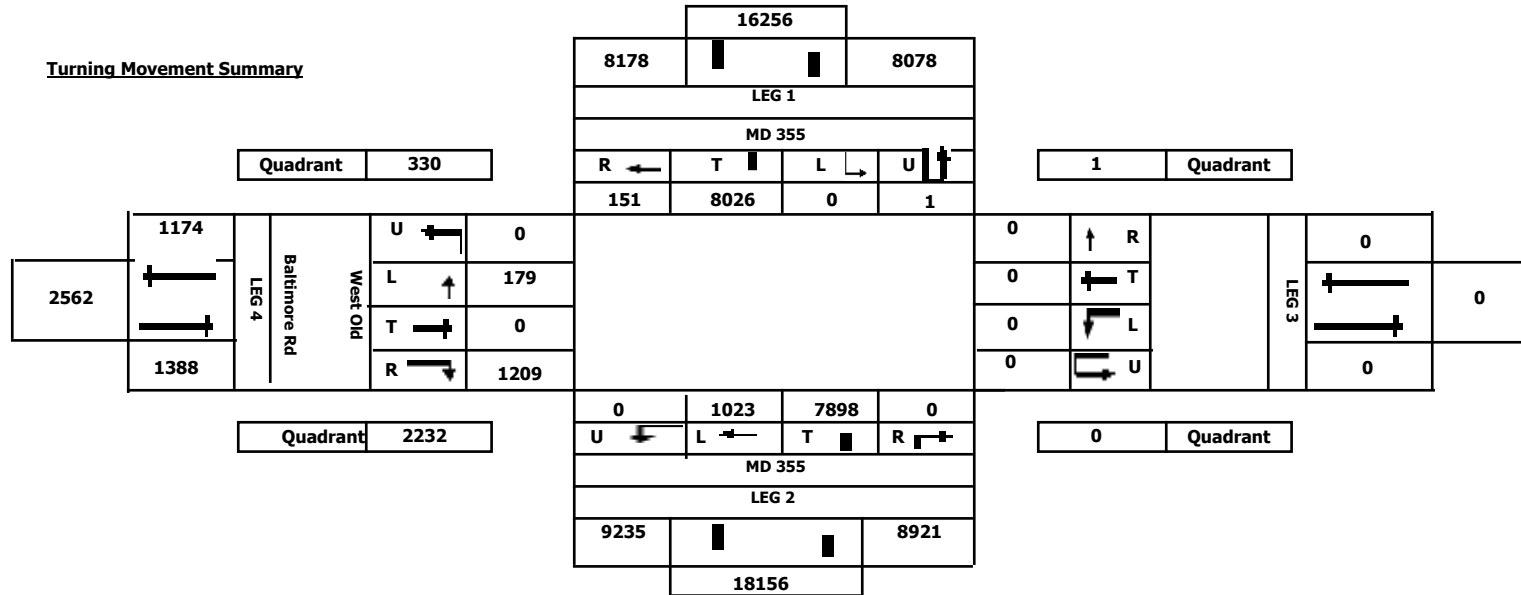 16256
Turning Movement Summary
8178 8078
LEG 1
MD 355
Quadrant 330
R T L U
1 Quadrant
151 8026 0 1
1174
U 0
0 R
0
2562
LEG 4
Baltimore Rd
West Old
L 179
0 T
LEG 3
0
T 0
0 L
1388
R 1209
0 U
0
0 1023 7898 0
Quadrant 2232
U L T R
0 Quadrant
MD 355
LEG 2
9235 8921
18156